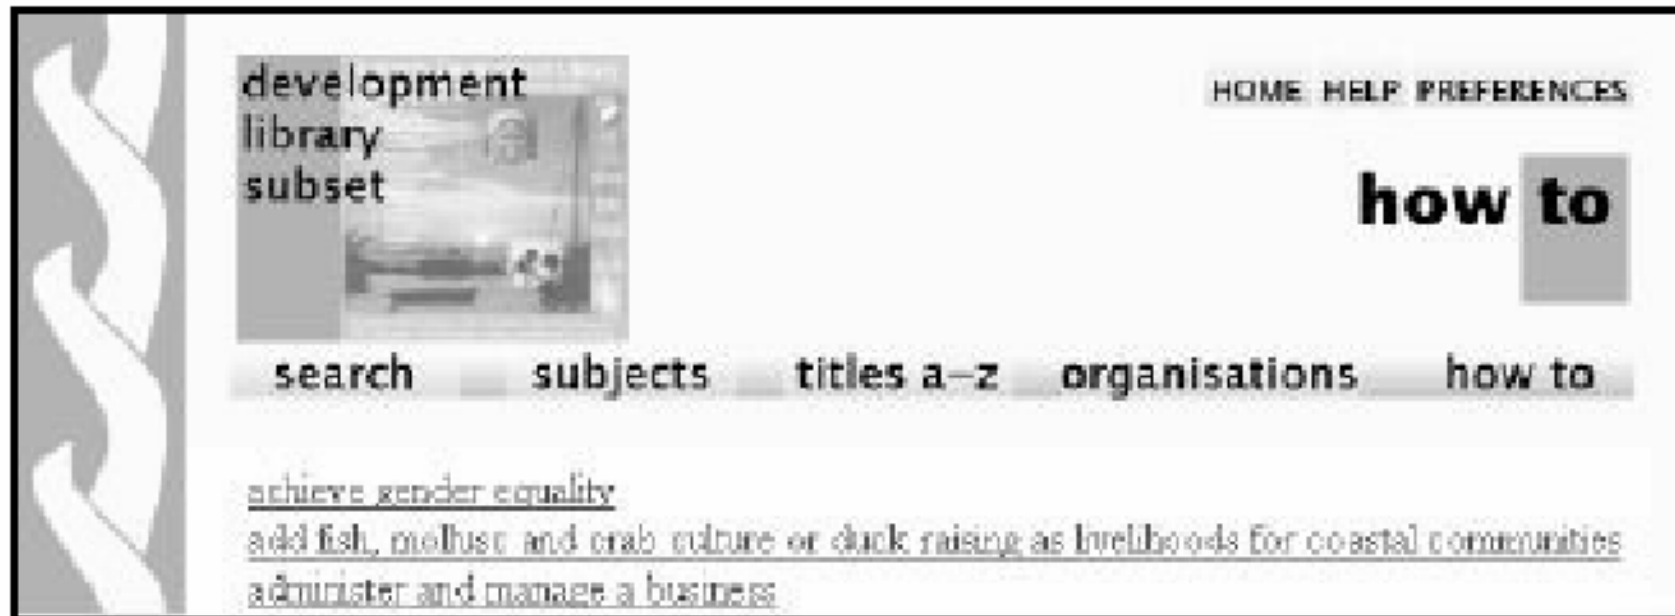 development
library
subset
HOME HELP PREFERENCES
how to
search subjects titles a–z organisations how to
achieve gender equality
add fish, mollusc and crab culture or duck raising as livelihoods for coastal communities
administer and manage a business